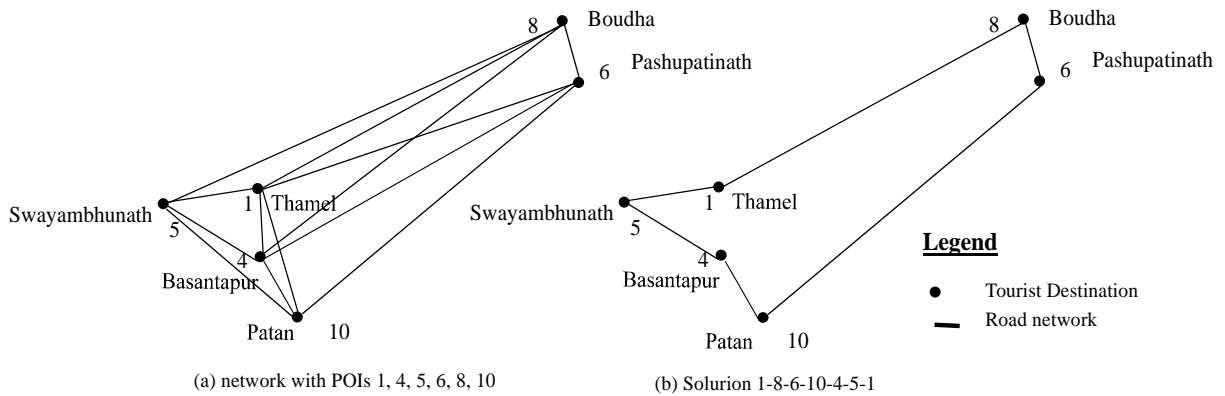 8
Boudha
6
Pashupatinath
Swayambhunath
5
1
Thamel
4
Basantapur
Patan
10
(a) network with POIs 1, 4, 5, 6, 8, 10
8
Boudha
6
Pashupatinath
Swayambhunath
5
1
Thamel
4
Basantapur
Patan
10
(b) Solurion 1-8-6-10-4-5-1
Legend
Tourist Destination
Road network